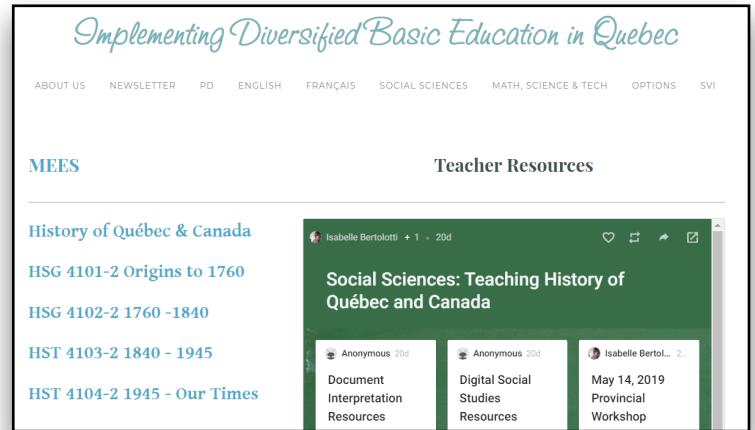 Implementing Diversified Basic Education in Quebec
ABOUT US NEWSLETTER PD ENGLISH FRANÇAIS SOCIAL SCIENCES MATH, SCIENCE & TECH OPTIONS SVI
MEES
Teacher Resources
History of Québec & Canada
HSG 4101-2 Origins to 1760
HSG 4102-2 1760 -1840
HST 4103-2 1840 - 1945
HST 4104-2 1945 - Our Times
Isabelle Bertolotti + 1 • 20d
Social Sciences: Teaching History of
Québec and Canada
Anonymous 20d
Document
Interpretation
Resources
Anonymous 20d
Digital Social
Studies
Resources
Isabelle Bertol... 2...
May 14, 2019
Provincial
Workshop